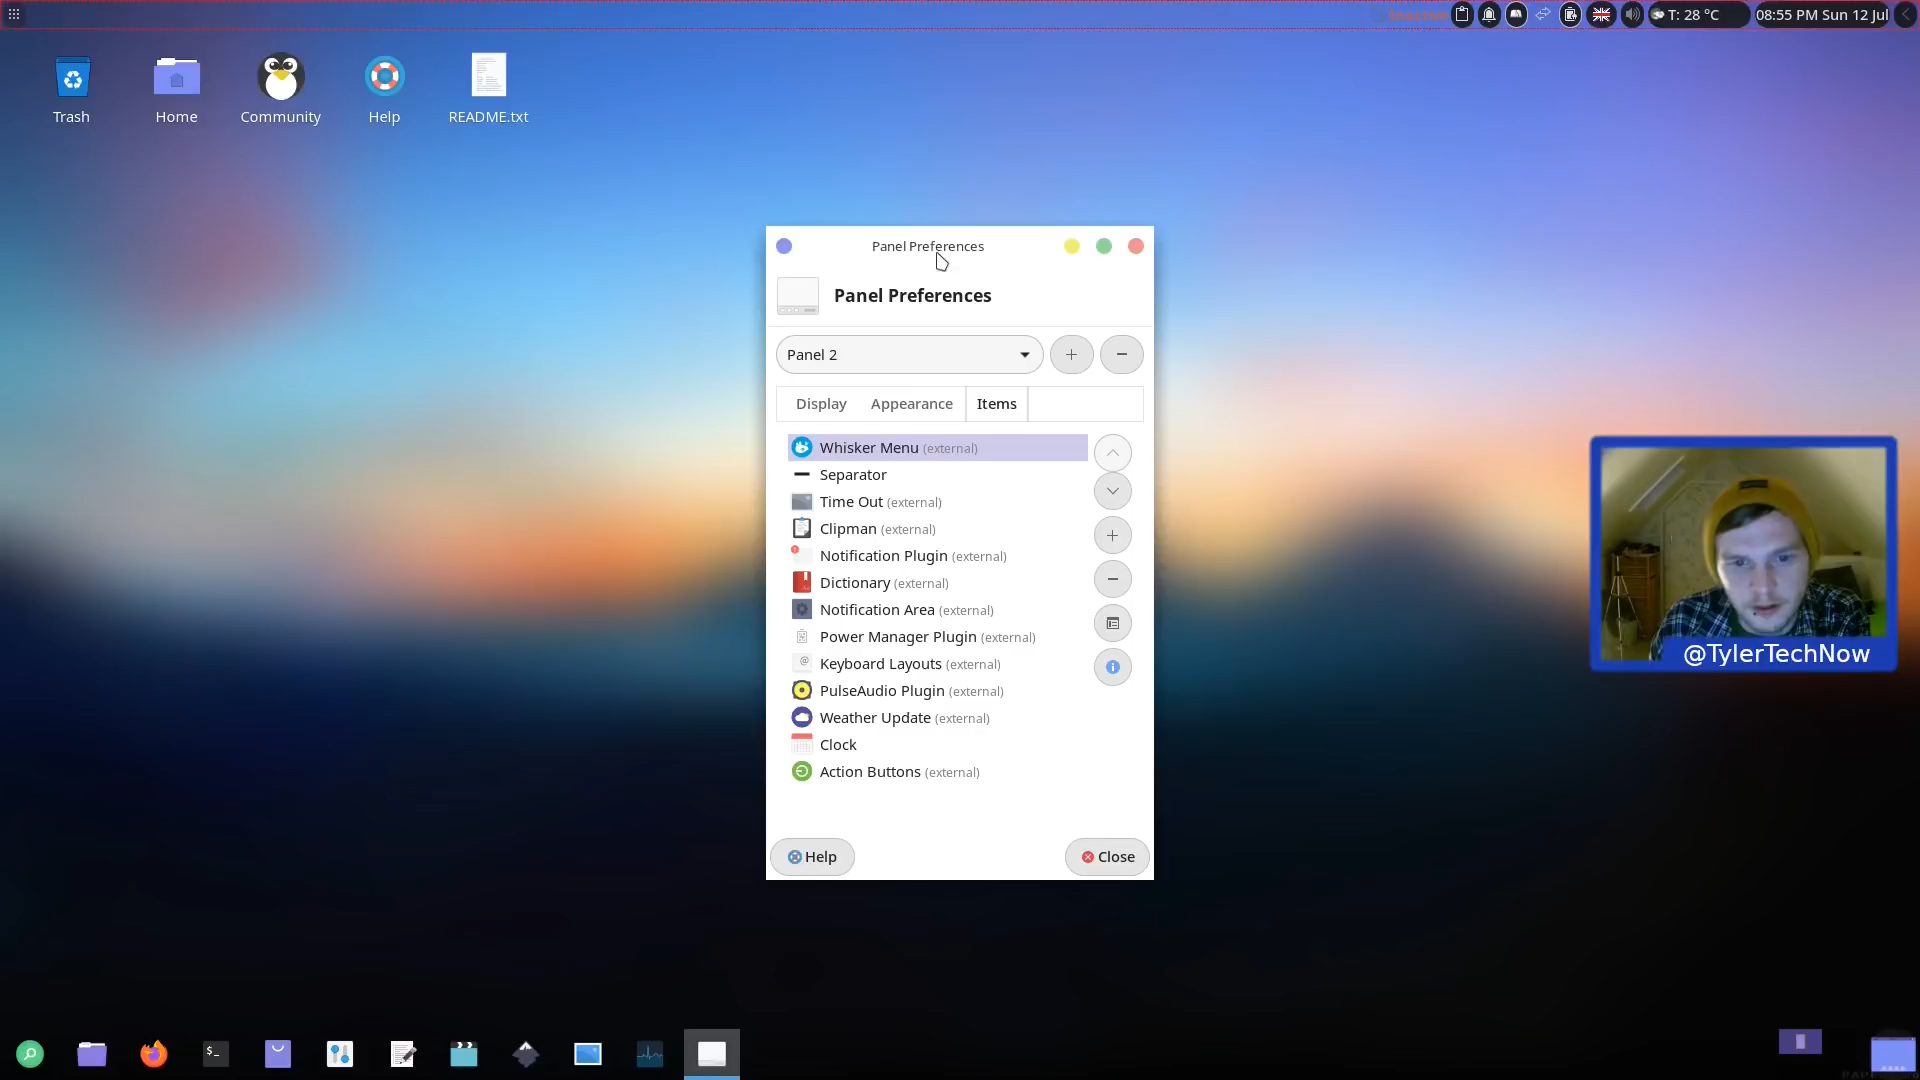 Inactive
T: 28 °C
08:55 PM Sun 12 Jul
Trash
Home
Community
Help
README.txt
Panel Preferences
Panel Preferences
Panel 2
Display
Appearance
Items
Whisker Menu (external)
Separator
Time Out (external)
Clipman (external)
Notification Plugin (external)
Dictionary (external)
Notification Area (external)
Power Manager Plugin (external)
Keyboard Layouts (external)
PulseAudio Plugin (external)
Weather Update (external)
Clock
Action Buttons (external)
Help
Close
@TylerTechNow